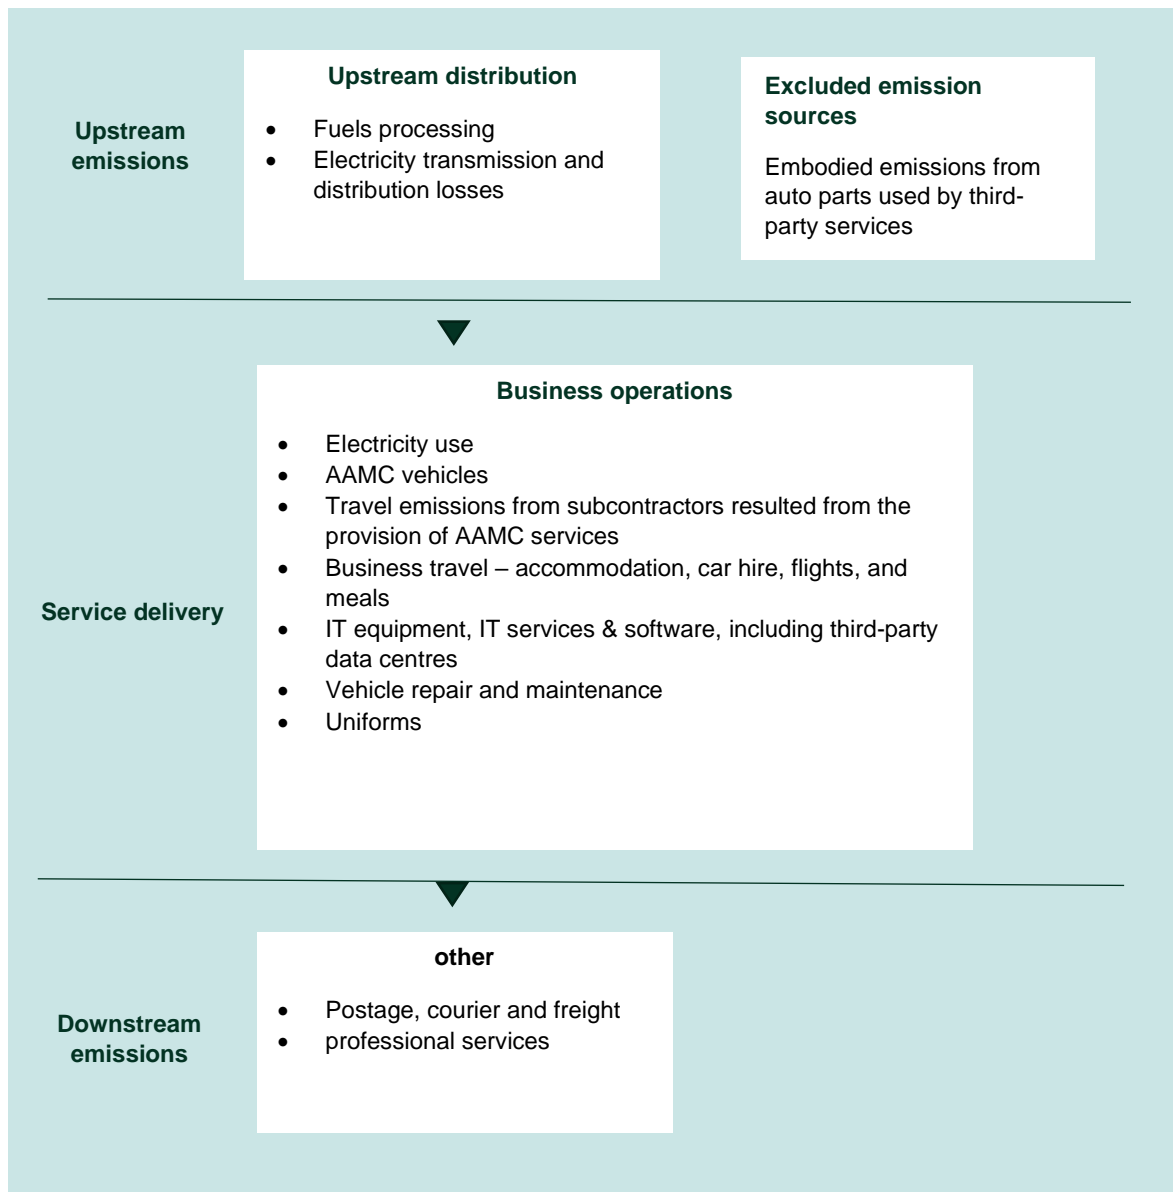 Upstream
emissions
Upstream distribution
• Fuels processing
• Electricity transmission and
distribution losses
Excluded emission
sources
Embodied emissions from
auto parts used by third-
party services
Service delivery
Business operations
• Electricity use
• AAMC vehicles
• Travel emissions from subcontractors resulted from the
provision of AAMC services
• Business travel – accommodation, car hire, flights, and
meals
• IT equipment, IT services & software, including third-party
data centres
• Vehicle repair and maintenance
• Uniforms
Downstream
emissions
other
• Postage, courier and freight
• professional services